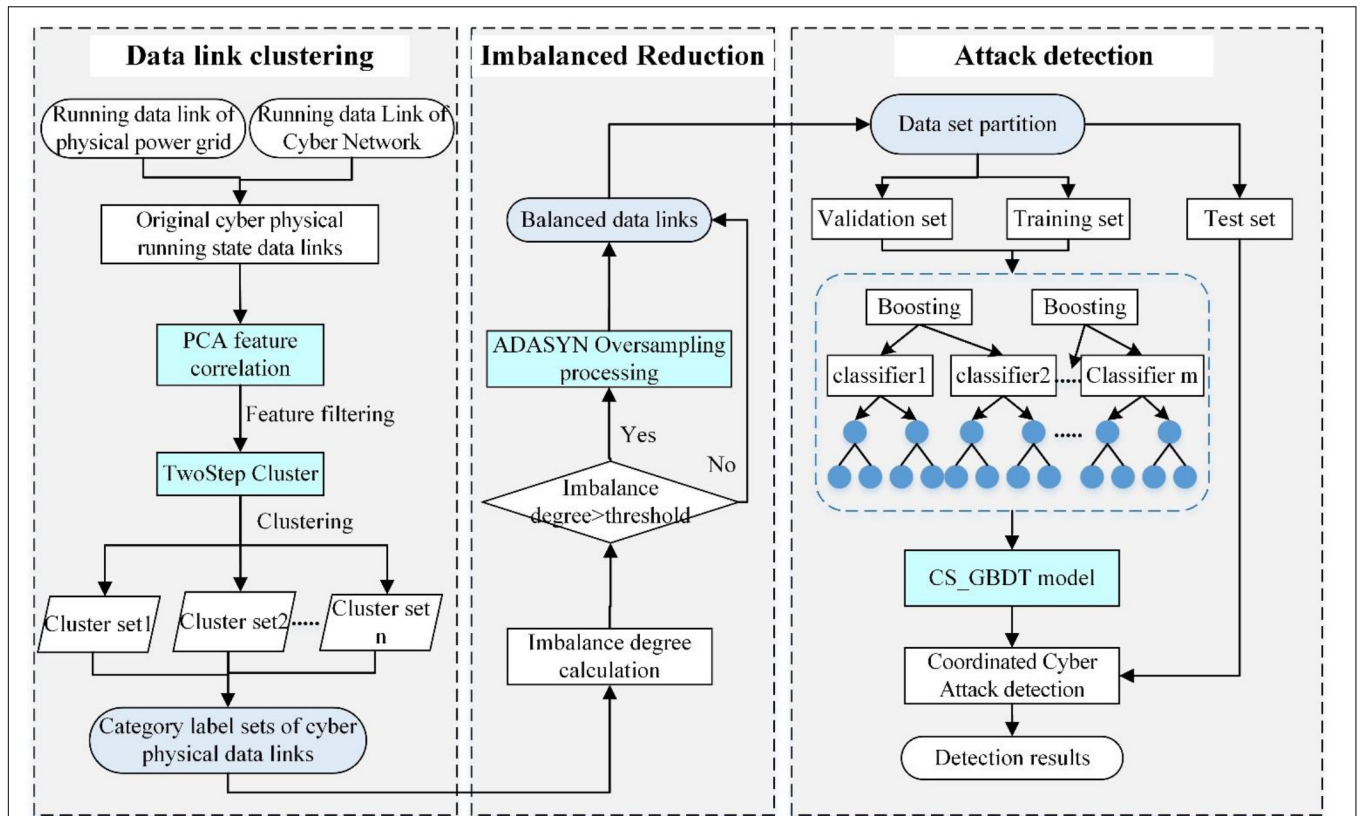 Data link clustering
Running data link of
physical power grid
Running data Link of
Cyber Network
Original cyber physical
running state data links
PCA feature
correlation
Feature filtering
TwoStep Cluster
Clustering
Cluster set1
Cluster set2
.....
Cluster set
n
Category label sets of cyber
physical data links
Imbalanced Reduction
Balanced data links
ADASYN Oversampling
processing
Yes
No
Imbalance
degree>threshold
Imbalance degree
calculation
Attack detection
Data set partition
Validation set
Training set
Test set
Boosting
Boosting
classifier1
classifier2
.....
Classifier m
.....
CS_GBDT model
Coordinated Cyber
Attack detection
Detection results